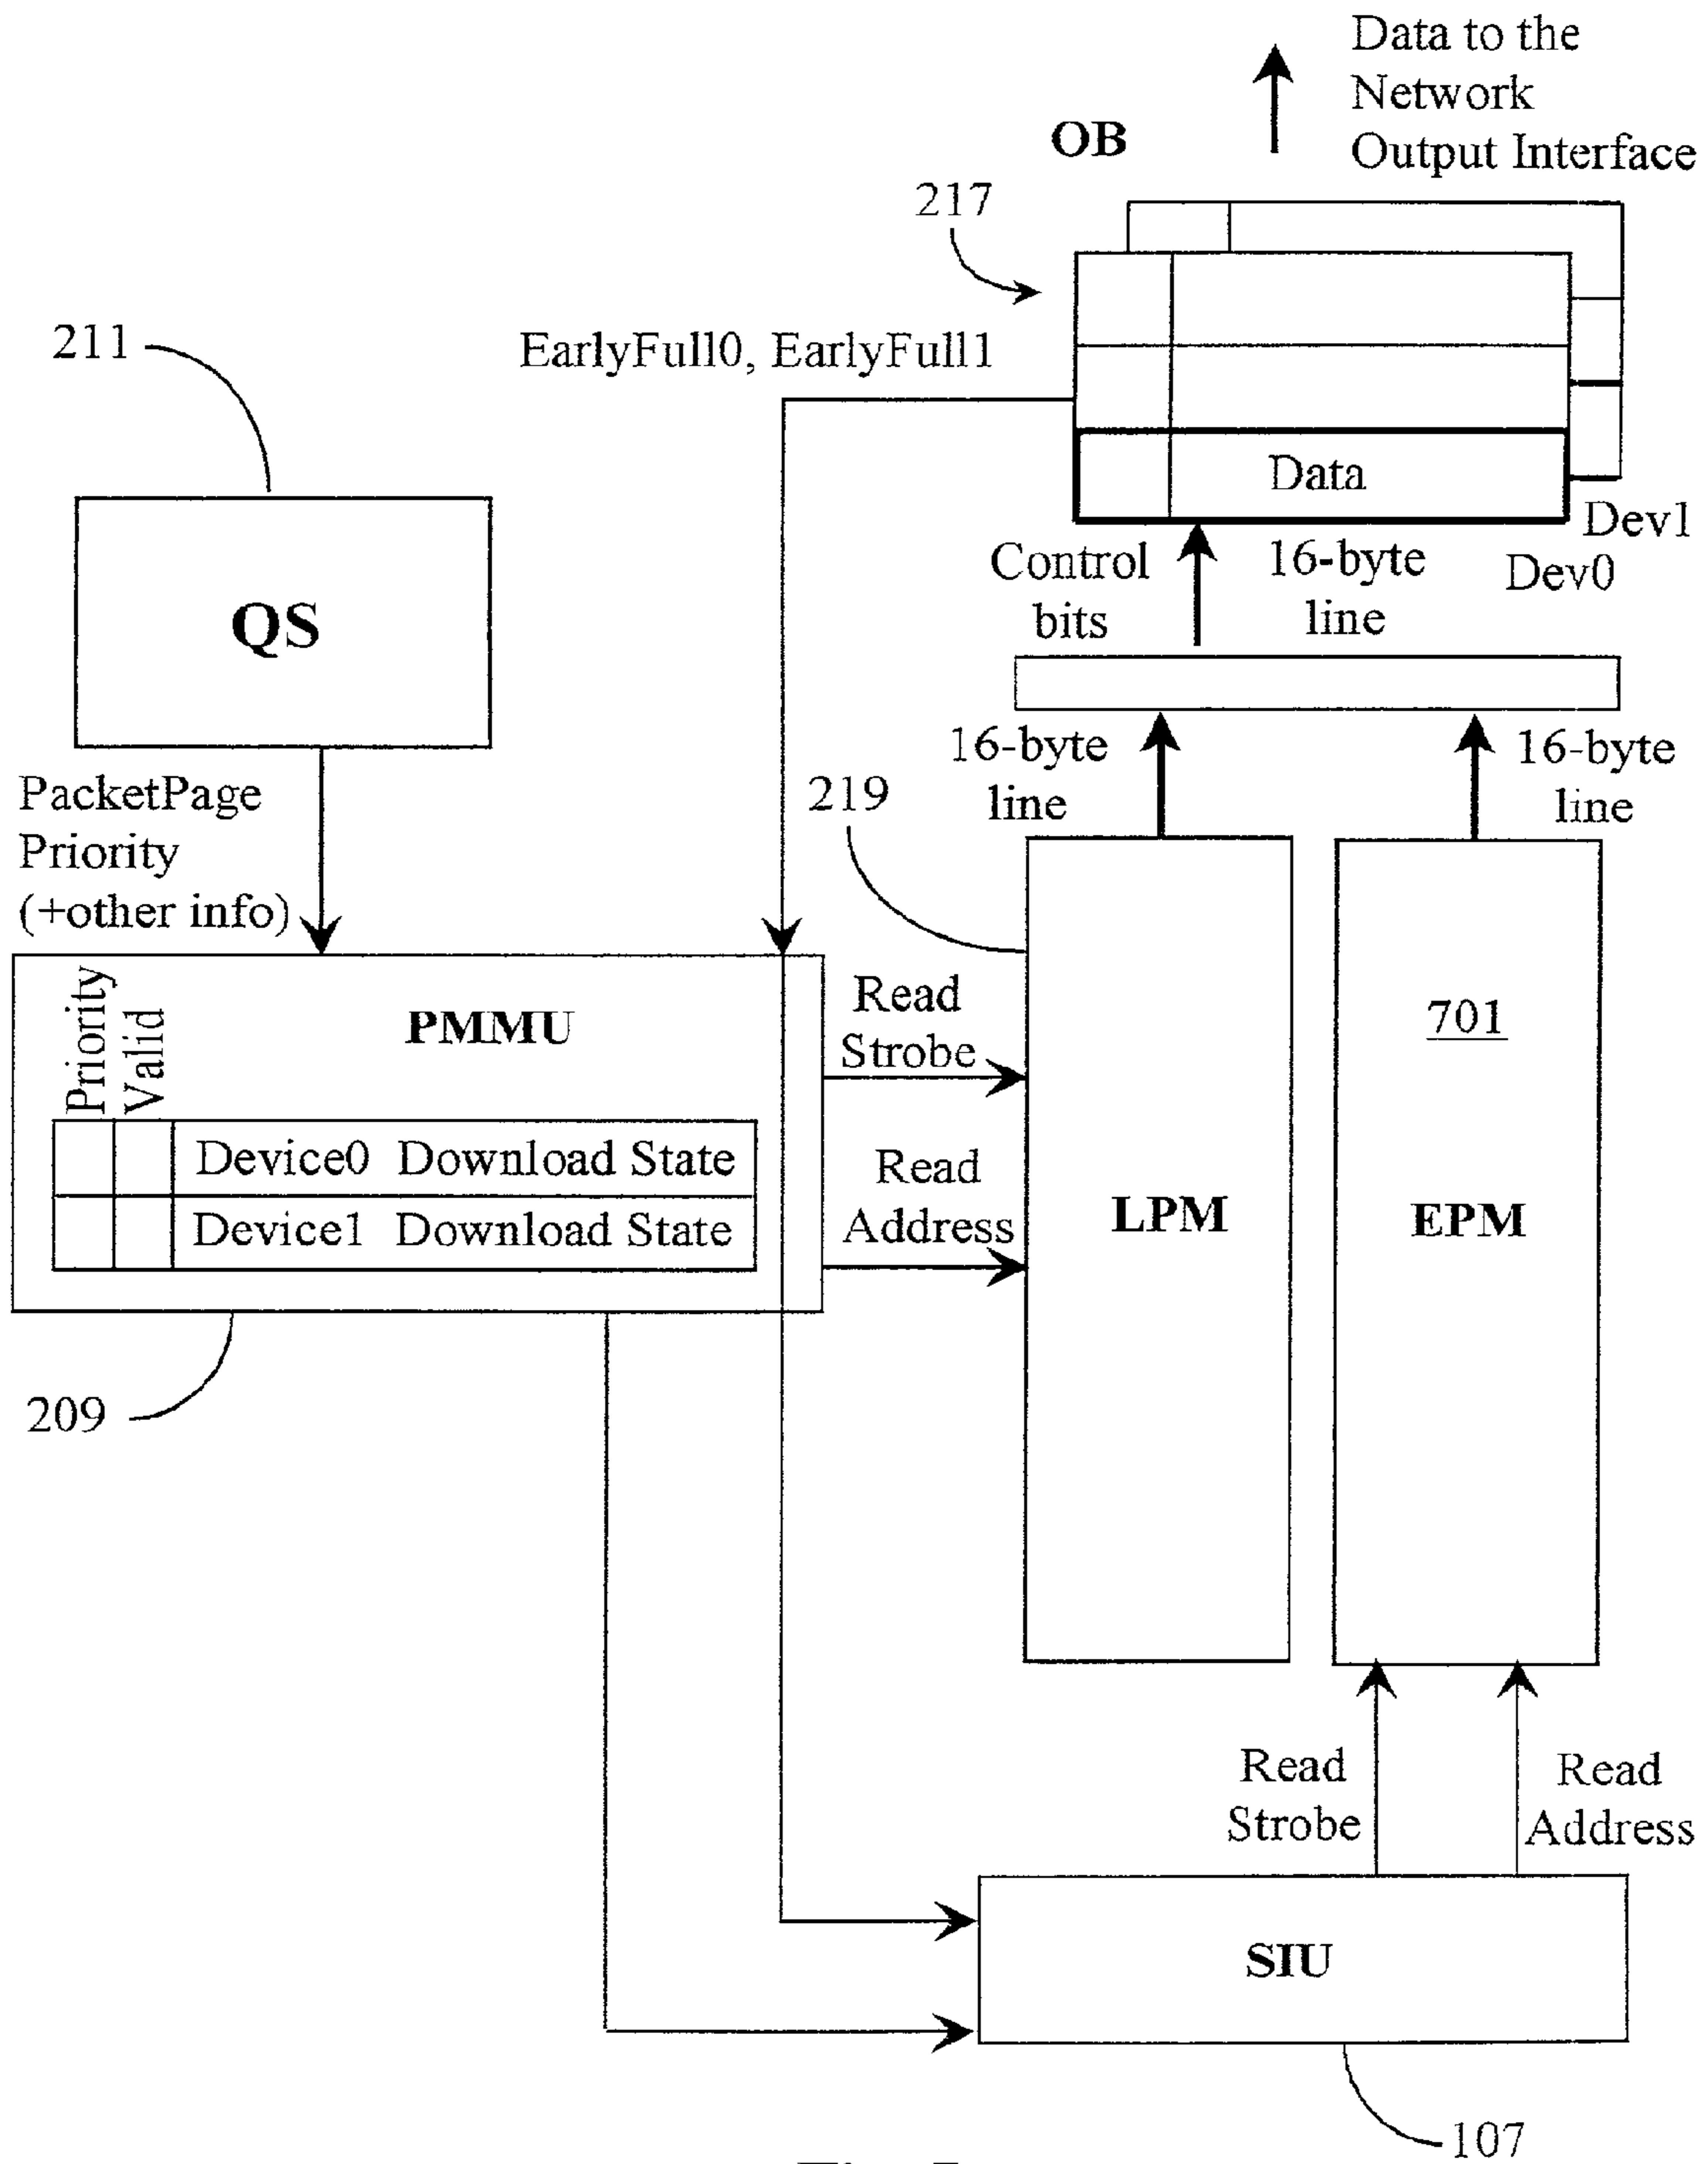 Data to the
Network
Output Interface
OB
217
211
EarlyFull0, EarlyFull1
Data
Dev1
Dev0
Control
bits
16-byte
line
QS
PacketPage
Priority
(+other info)
16-byte
line
16-byte
line
219
Priority
Valid
PMMU
Read
Strobe
701
Device0 Download State
Device1 Download State
Read
Address
LPM
EPM
209
Read
Strobe
Read
Address
SIU
107